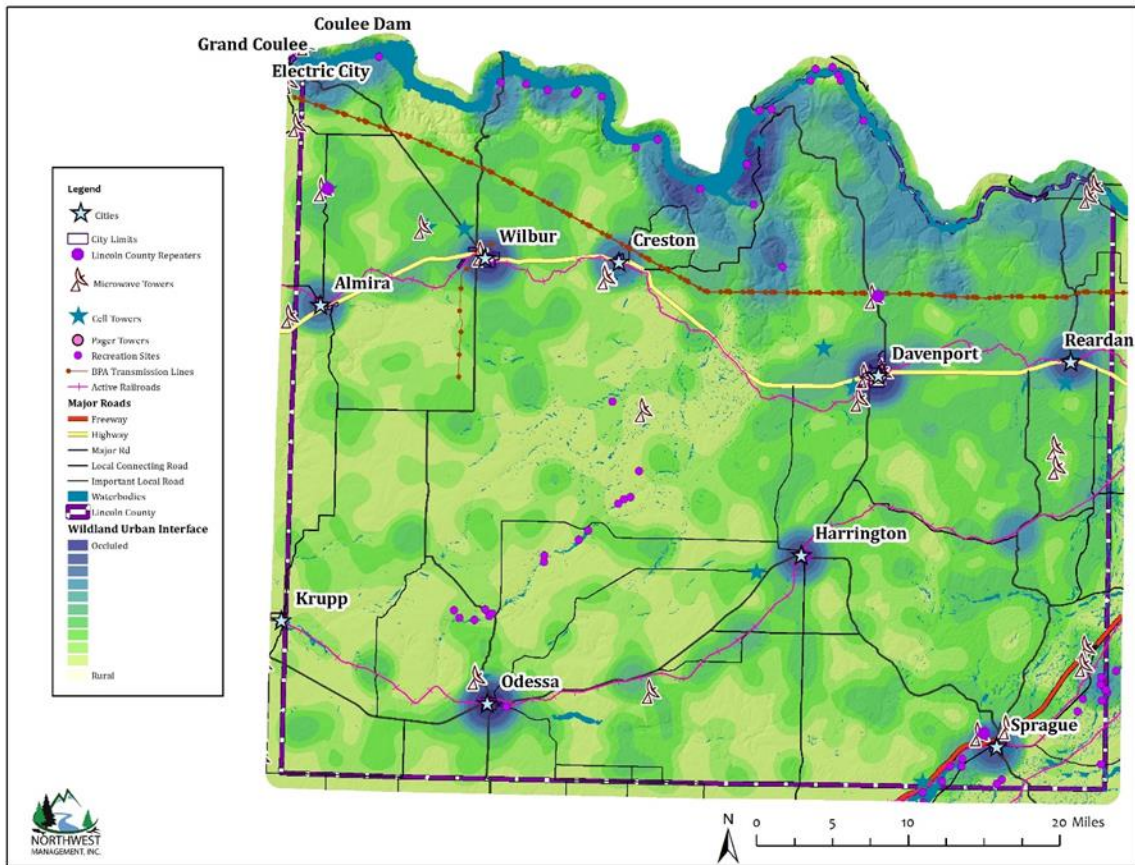 Coulee Dam
Grand Coulee
Electric City
Wilbur
Creston
Almira
Davenport
Reardan
Harrington
Krupp
Odessa
Sprague
Legend
Cities
City Limits
Lincoln County Repeaters
Microwave Towers
Cell Towers
Pager Towers
Recreation Sites
BPA Transmission Lines
Active Railroads
Major Roads
Freeway
Highway
Major Rd
Local Connecting Road
Important Local Road
Waterbodies
Lincoln County
Wildland Urban Interface
Occluded
Rural
NORTHWEST
MANAGEMENT, INC.
N
0 5 10 20 Miles